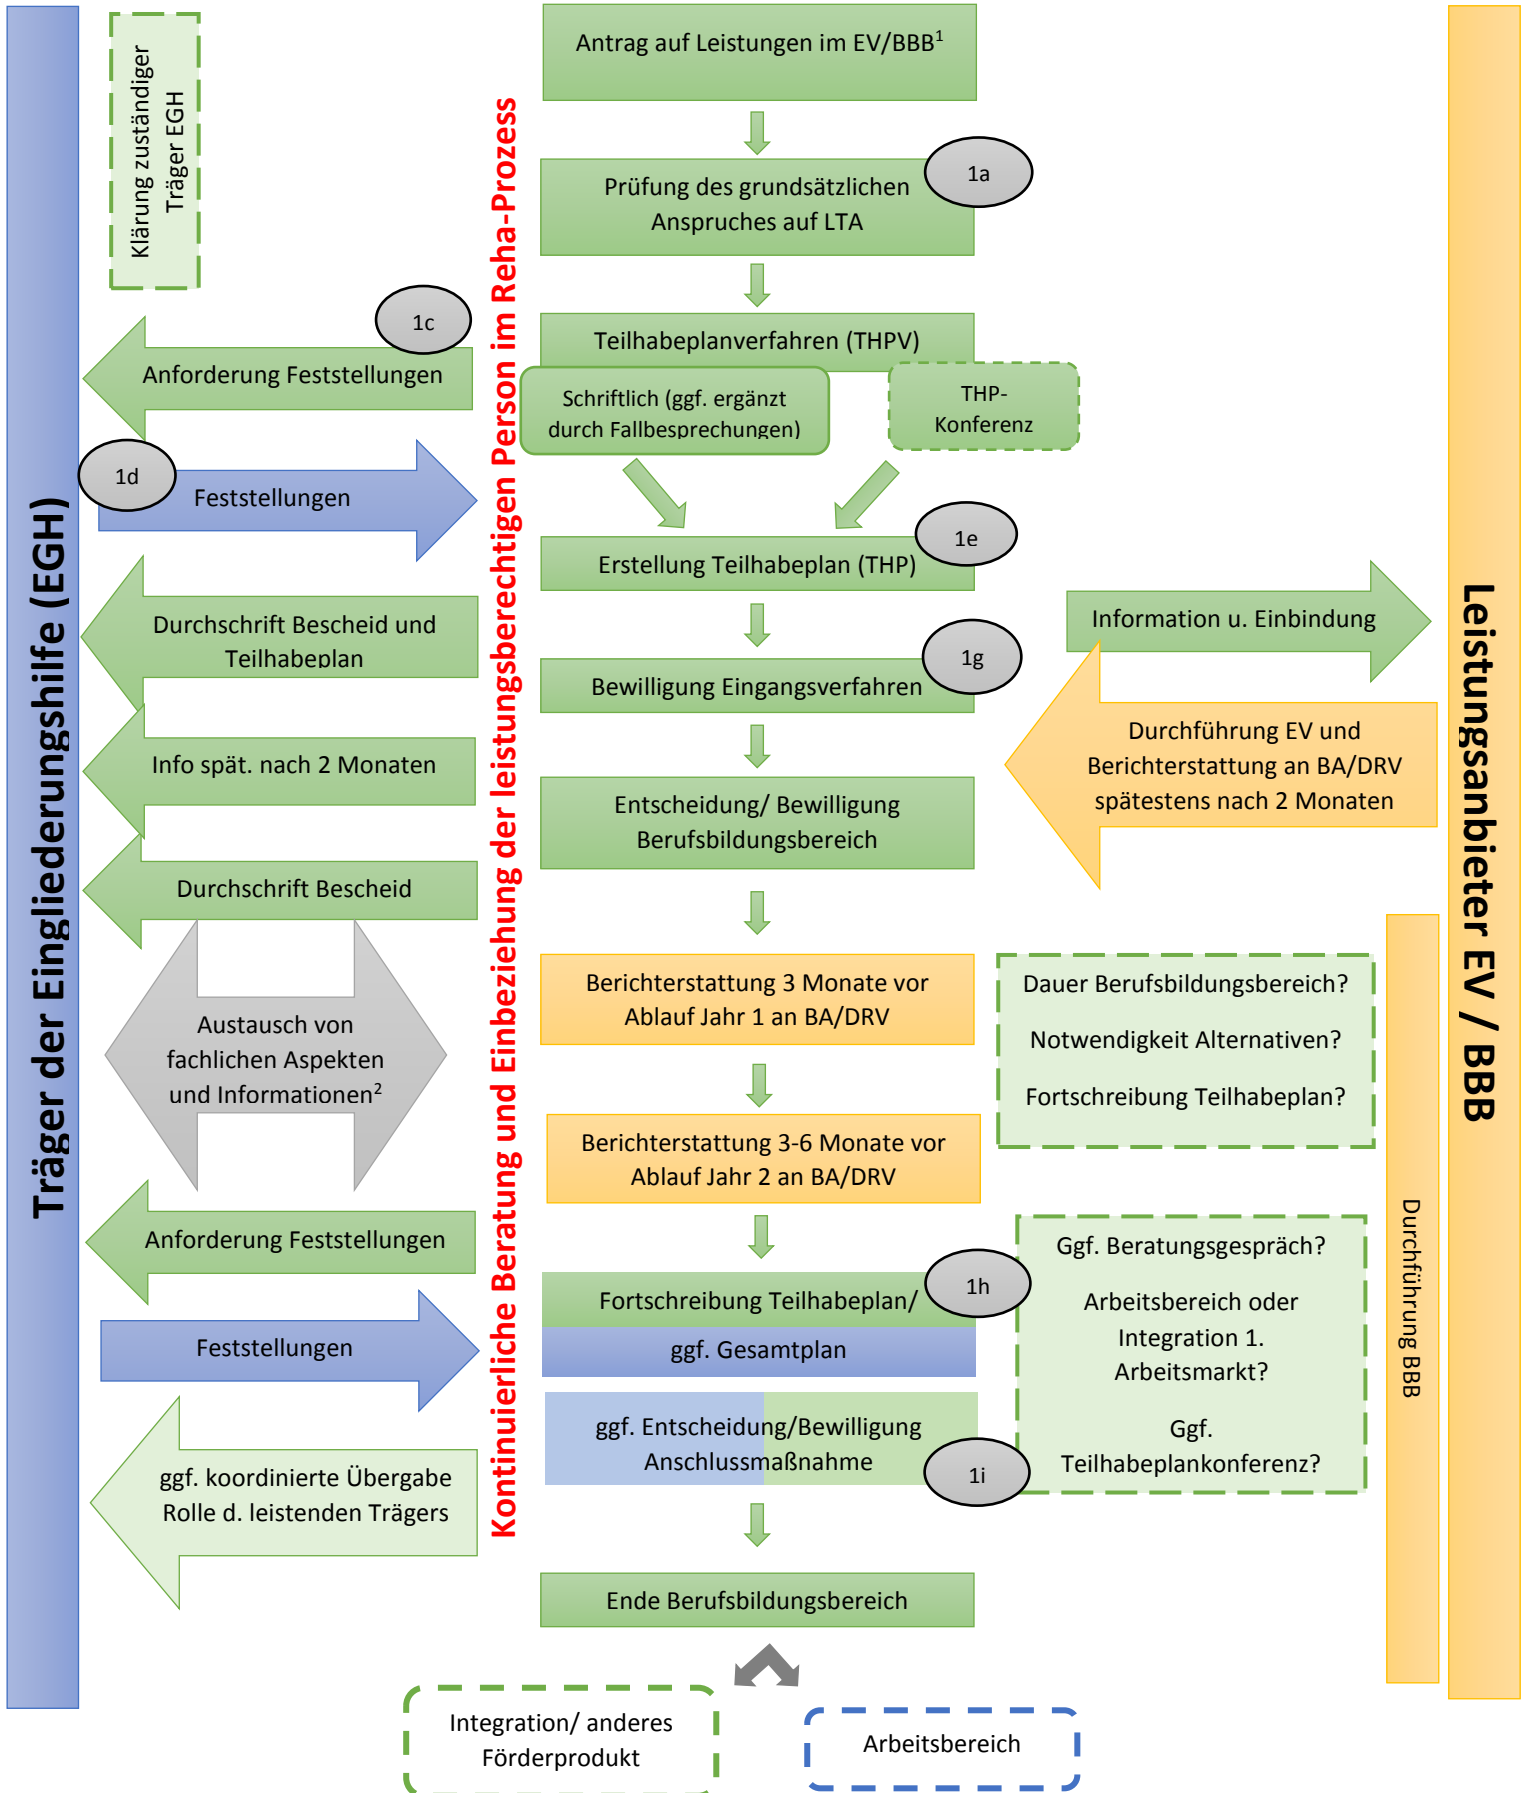 Träger der Eingliederungshilfe (EGH)
Klärung zuständiger
Träger EGH
Antrag auf Leistungen im EV/BBB¹
1a
Prüfung des grundsätzlichen
Anspruches auf LTA
1c
Anforderung Feststellungen
Teilhabeplanverfahren (THPV)
Schriftlich (ggf. ergänzt
durch Fallbesprechungen)
THP-
Konferenz
1d
Feststellungen
1e
Erstellung Teilhabeplan (THP)
Durchschrift Bescheid und
Teilhabeplan
Information u. Einbindung
1g
Bewilligung Eingangsverfahren
Info spät. nach 2 Monaten
Durchführung EV und
Berichterstattung an BA/DRV
spätestens nach 2 Monaten
Entscheidung/ Bewilligung
Berufsbildungsbereich
Durchschrift Bescheid
Kontinuierliche Beratung und Einbeziehung der leistungsberechtigen Person im Reha-Prozess
Leistungsanbieter EV / BBB
Austausch von
fachlichen Aspekten
und Informationen²
Berichterstattung 3 Monate vor
Ablauf Jahr 1 an BA/DRV
Dauer Berufsbildungsbereich?
Notwendigkeit Alternativen?
Fortschreibung Teilhabeplan?
Berichterstattung 3-6 Monate vor
Ablauf Jahr 2 an BA/DRV
Durchführung BBB
Anforderung Feststellungen
1h
Fortschreibung Teilhabeplan/
ggf. Gesamtplan
Feststellungen
Ggf. Beratungsgespräch?
Arbeitsbereich oder
Integration 1.
Arbeitsmarkt?
Ggf.
Teilhabeplankonferenz?
ggf. Entscheidung/Bewilligung
Anschlussmaßnahme
1i
ggf. koordinierte Übergabe
Rolle d. leistenden Trägers
Ende Berufsbildungsbereich
Integration/ anderes
Förderprodukt
Arbeitsbereich